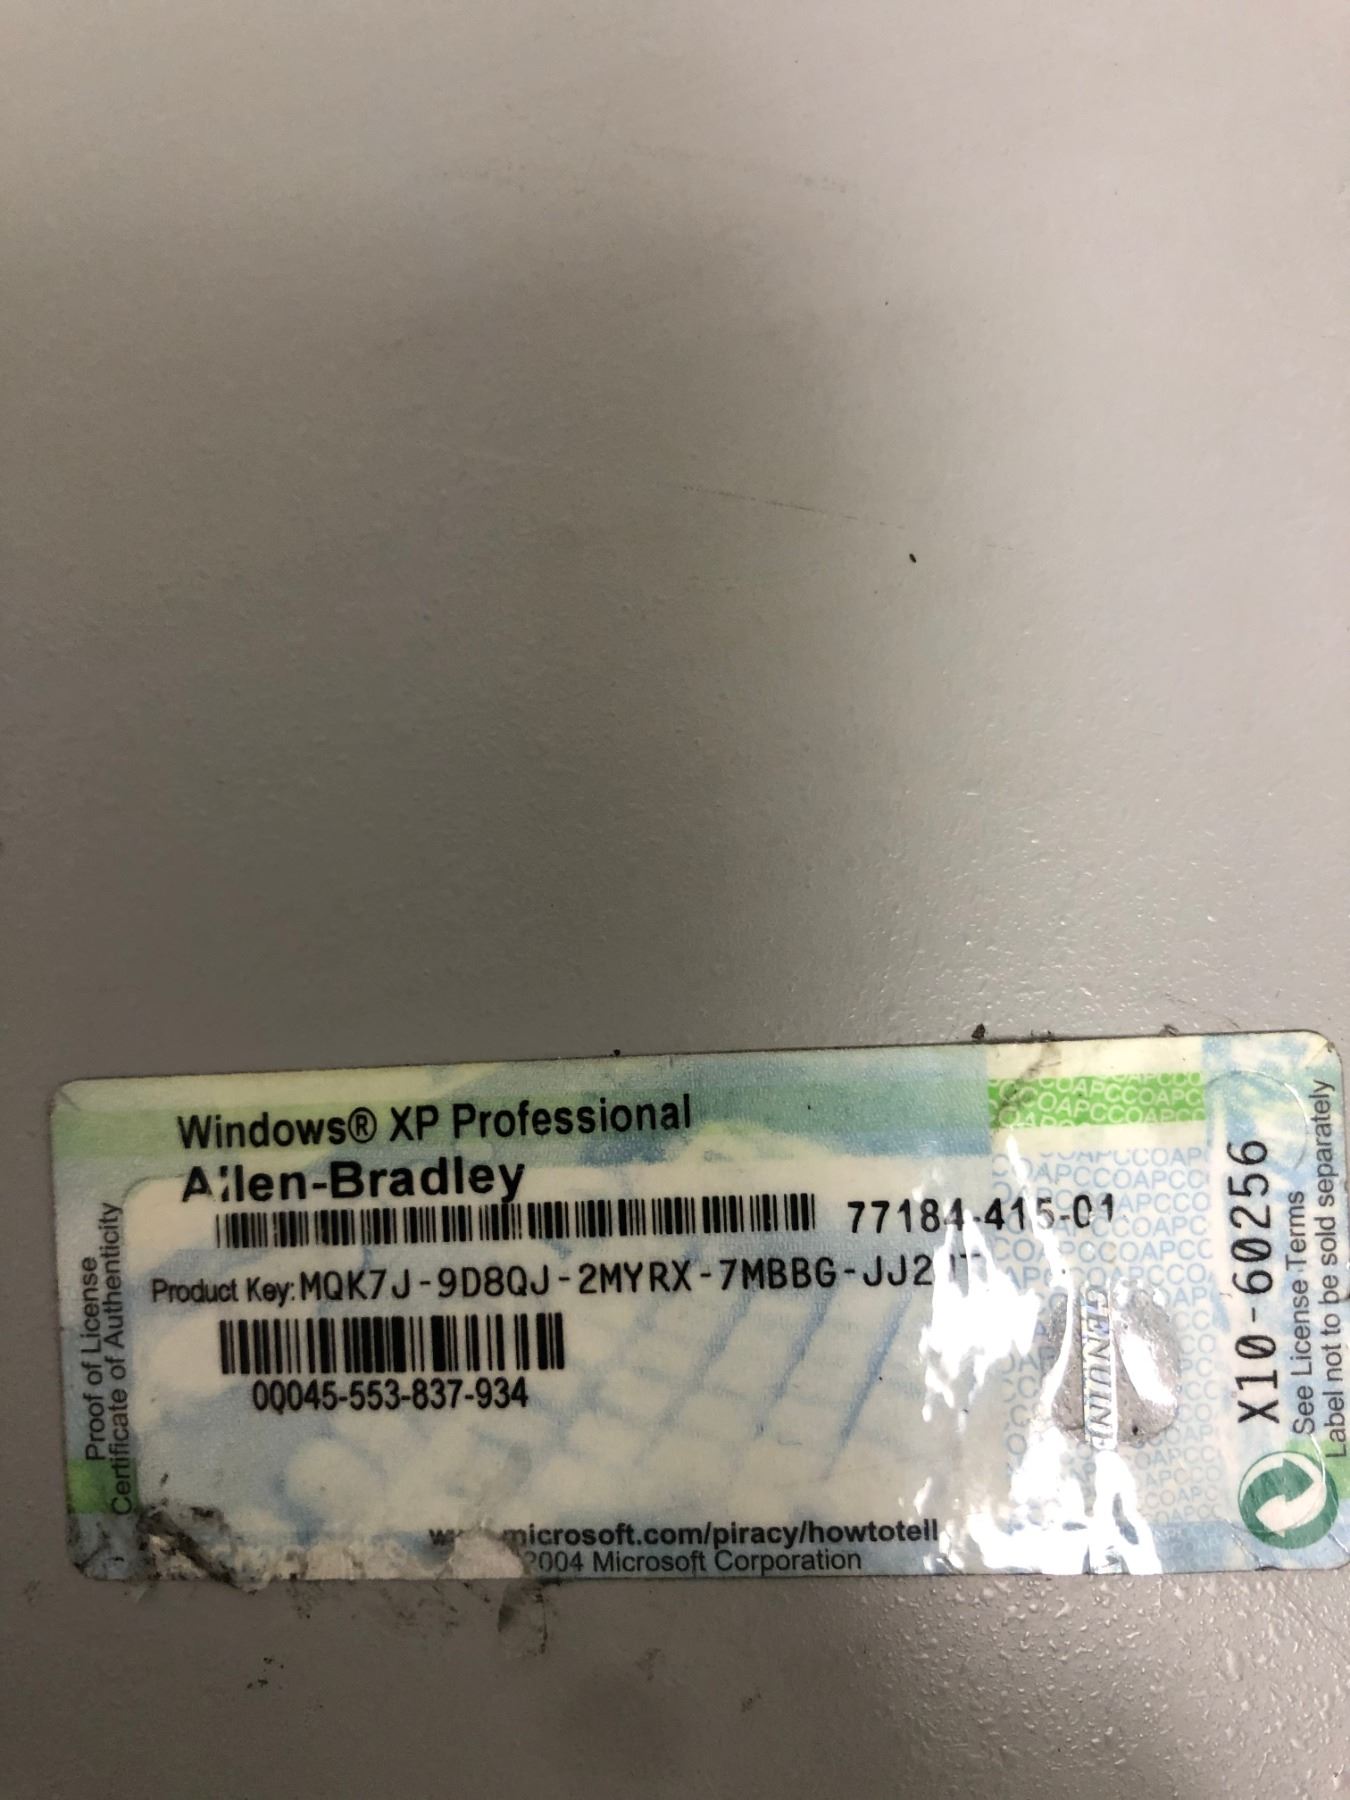 Windows® XP Professional
Allen-Bradley
77184-415-01
Product Key: MQK7J-9D8QJ-2MYRX-7MBBG-
00045-553-837-934
microsoft.com/piracy/howtotell
2004 Microsoft Corporation
Proof of License
Certificate of Authenticity
GENUINE
X10-60256
See License Terms
Label not to be sold separately